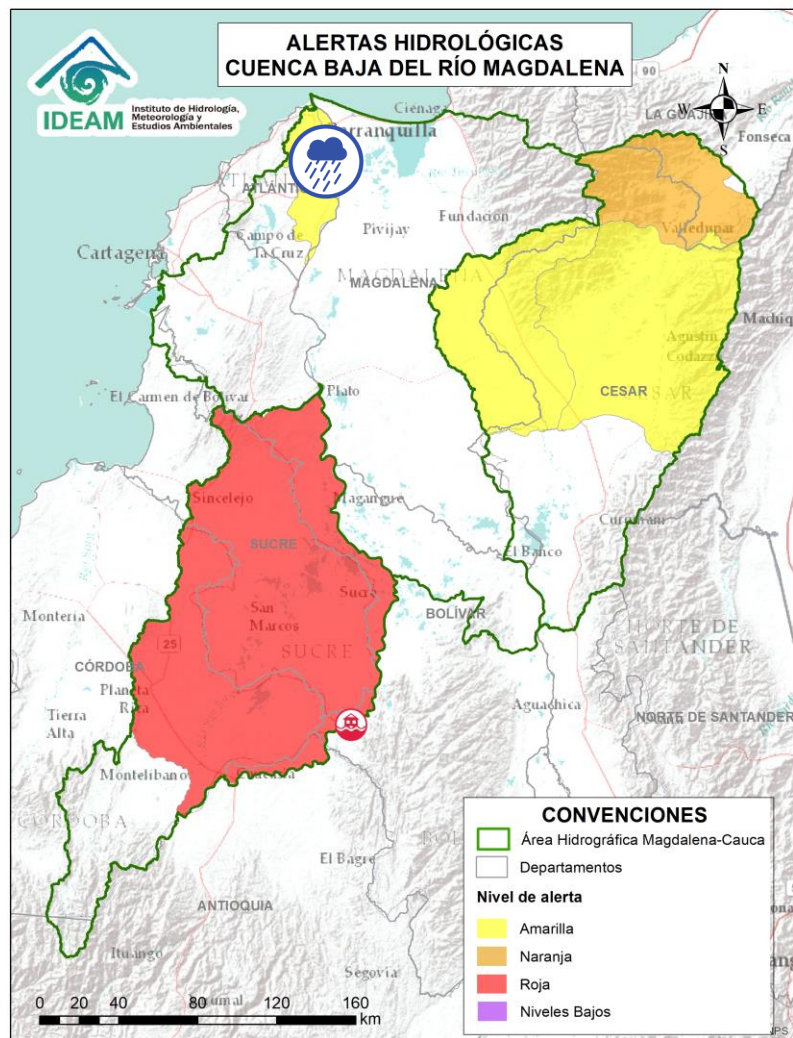 ALERTAS HIDROLÓGICAS
CUENCA BAJA DEL RÍO MAGDALENA
IDEAM
Instituto de Hidrología,
Meteorología y
Estudios Ambientales
N
W E
S
90
LA GUAJIRA
Fonseca
Ciénaga
arranquilla
ATLÁNTI
Pivijay
Fundación
Valledupar
Campo de
la Cruz
Cartagena
MAGDALENA
MAGDALENA
Machiq
Agustín
Codazzi
CESAR
El Carmen de Bolívar
Plato
Sincelejo
Magangué
SUCRE
Curumaní
El Banco
Sucre
San
Marcos
BOLÍVAR
Montería
25
SUCRE
NORTE DE
SANTANDER
CÓRDOBA
Planeta
Rica
Tierra
Alta
Aguachica
NORTE DE SANTANDER
Montelíbano
CÓRDOBA
El Bagre
ANTIOQUIA
Ituango
Segovia
0 20 40 80 120 160
km
CONVENCIONES
Área Hidrográfica Magdalena-Cauca
Departamentos
Nivel de alerta
Amarilla
Naranja
Roja
Niveles Bajos